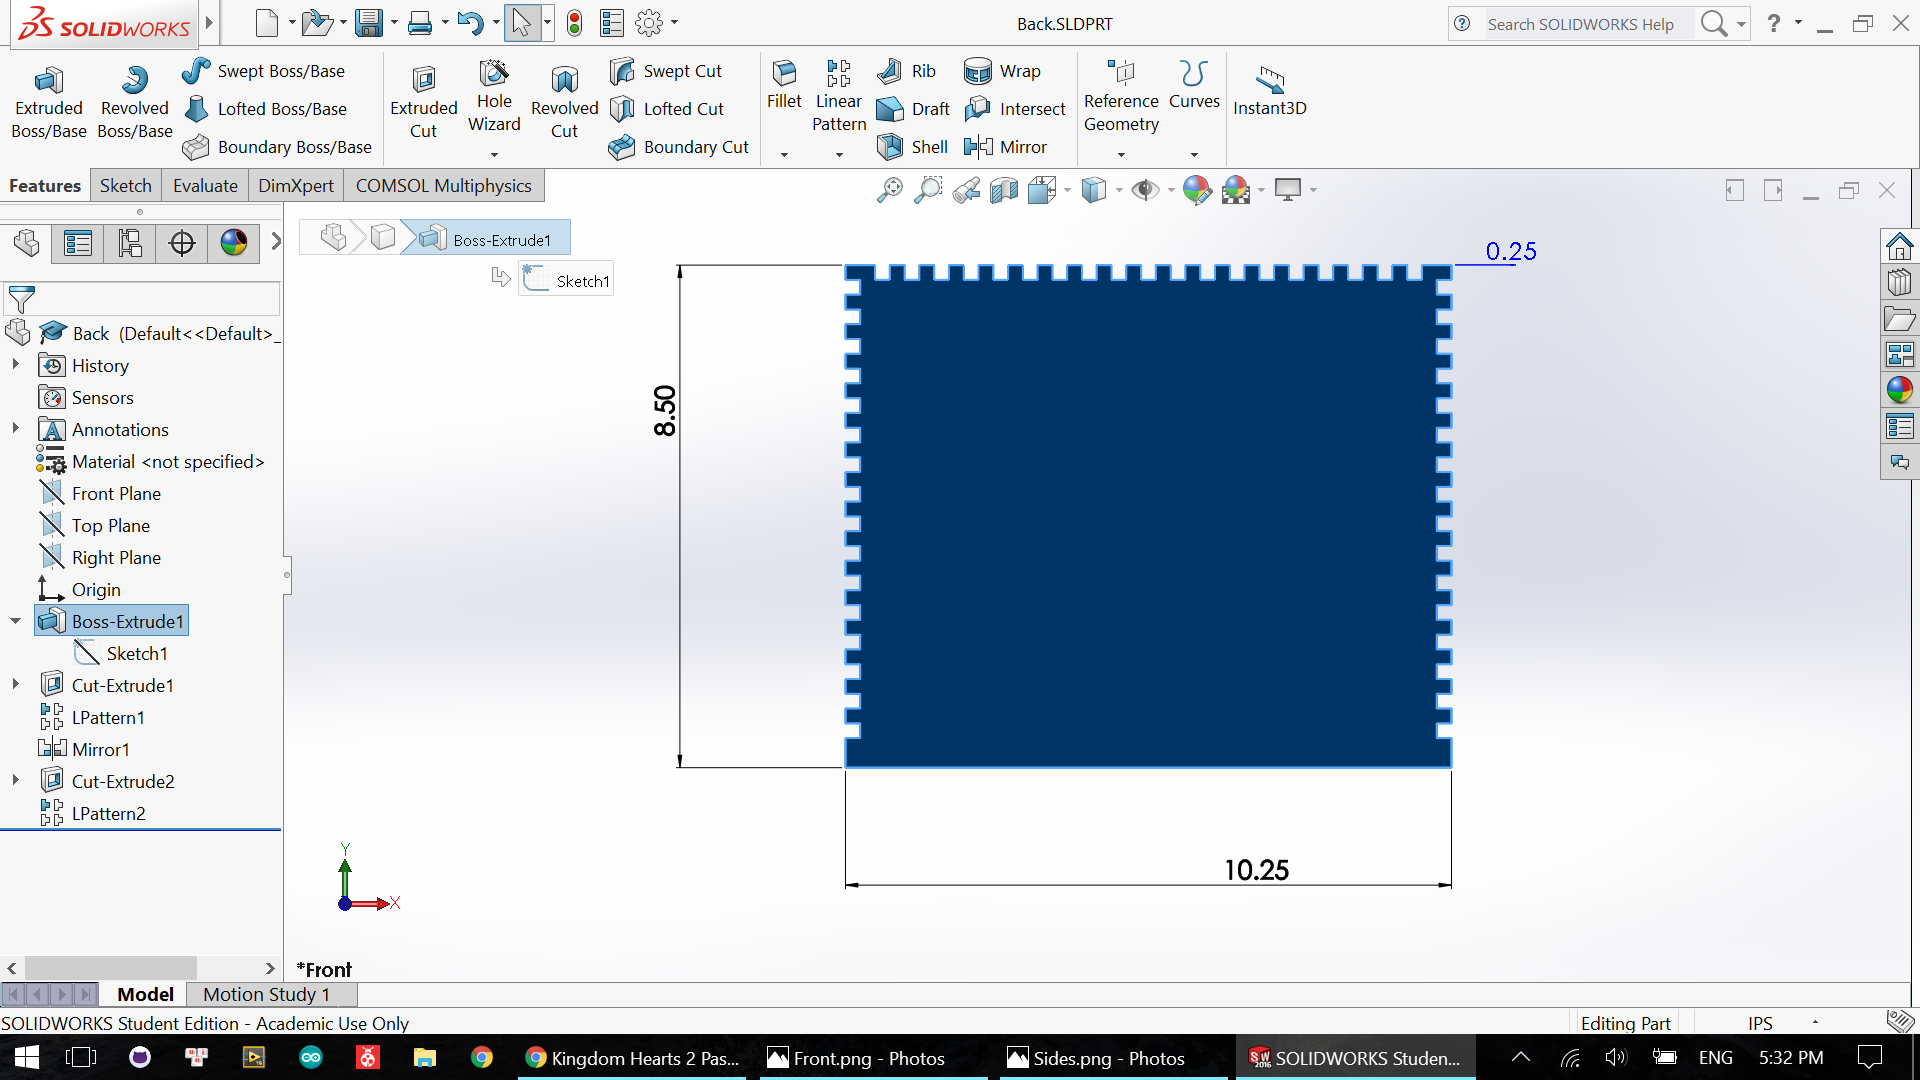 SOLIDWORKS
Back.SLDPRT
Search SOLIDWORKS Help
Extruded Boss/Base
Revolved Boss/Base
Swept Boss/Base
Lofted Boss/Base
Boundary Boss/Base
Extruded Cut
Hole Wizard
Revolved Cut
Swept Cut
Lofted Cut
Boundary Cut
Fillet
Linear Pattern
Rib
Draft
Shell
Wrap
Intersect
Mirror
Reference Geometry
Curves
Instant3D
Features
Sketch
Evaluate
DimXpert
COMSOL Multiphysics
Boss-Extrude1
Sketch1
Back (Default<<Default>_
History
Sensors
Annotations
Material <not specified>
Front Plane
Top Plane
Right Plane
Origin
Boss-Extrude1
Sketch1
Cut-Extrude1
LPattern1
Mirror1
Cut-Extrude2
LPattern2
0.25
8.50
10.25
Y
X
*Front
Model
Motion Study 1
SOLIDWORKS Student Edition - Academic Use Only
Editing Part
IPS
Kingdom Hearts 2 Pas...
Front.png - Photos
Sides.png - Photos
SOLIDWORKS Studen...
ENG
5:32 PM